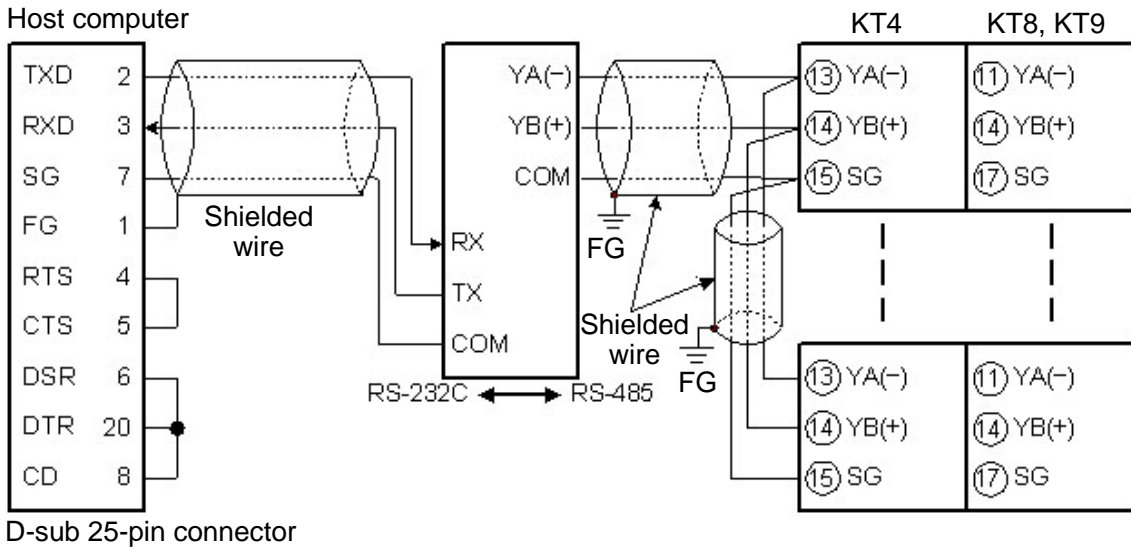 Host computer
KT4
KT8, KT9
TXD 2
RXD 3
SG 7
FG 1
RTS 4
CTS 5
DSR 6
DTR 20
CD 8
D-sub 25-pin connector
Shielded
wire
YA(−)
YB(+)
COM
RX
TX
COM
RS-232C
RS-485
FG
Shielded
wire
FG
13 YA(−)
14 YB(+)
15 SG
11 YA(−)
14 YB(+)
17 SG
13 YA(−)
14 YB(+)
15 SG
11 YA(−)
14 YB(+)
17 SG